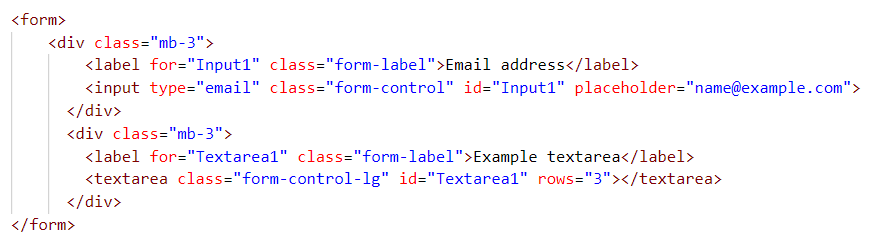 <form>
<div class="mb-3">
<label for="Input1" class="form-label">Email address</label>
<input type="email" class="form-control" id="Input1" placeholder="name@example.com">
</div>
<div class="mb-3">
<label for="Textarea1" class="form-label">Example textarea</label>
<textarea class="form-control-lg" id="Textarea1" rows="3"></textarea>
</div>
</form>